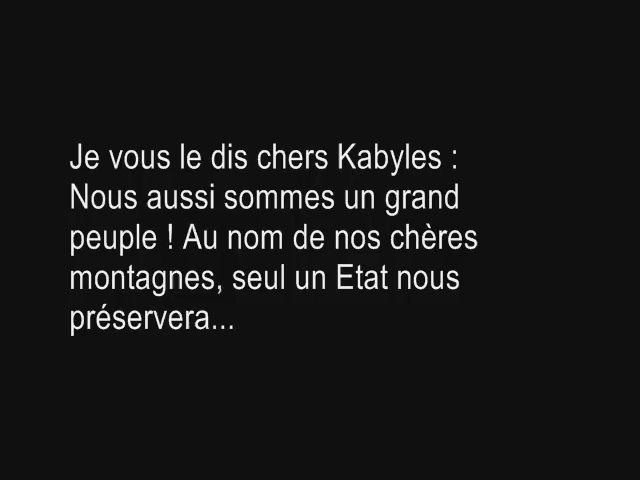 Je vous le dis chers Kabyles :
Nous aussi sommes un grand
peuple ! Au nom de nos chères
montagnes, seul un Etat nous
préservera...